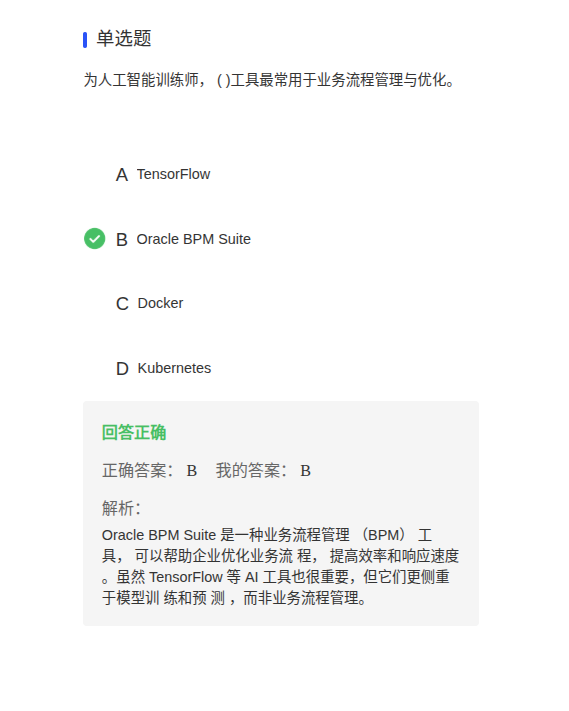 单选题
为人工智能训练师， ( )工具最常用于业务流程管理与优化。
A TensorFlow
B Oracle BPM Suite
C Docker
D Kubernetes
回答正确
正确答案： B 我的答案： B
解析：
Oracle BPM Suite 是一种业务流程管理 （BPM） 工
具， 可以帮助企业优化业务流 程， 提高效率和响应速度
。虽然 TensorFlow 等 AI 工具也很重要，但它们更侧重
于模型训 练和预 测 ，而非业务流程管理。